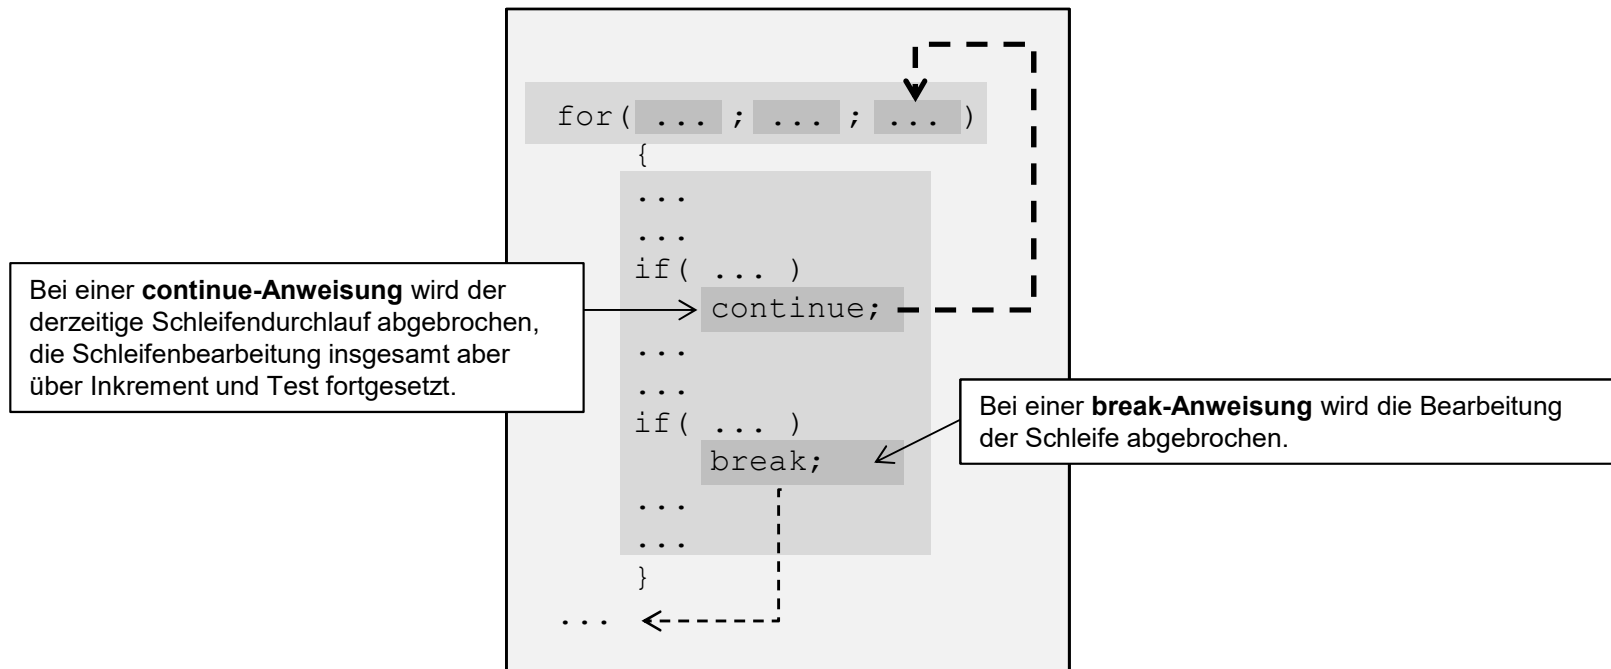 for( ... ; ... ; ... )
{
...
...
if( ... )
continue;
...
...
if( ... )
break;
...
...
}
...
Bei einer continue-Anweisung wird der
derzeitige Schleifendurchlauf abgebrochen,
die Schleifenbearbeitung insgesamt aber
über Inkrement und Test fortgesetzt.
Bei einer break-Anweisung wird die Bearbeitung
der Schleife abgebrochen.